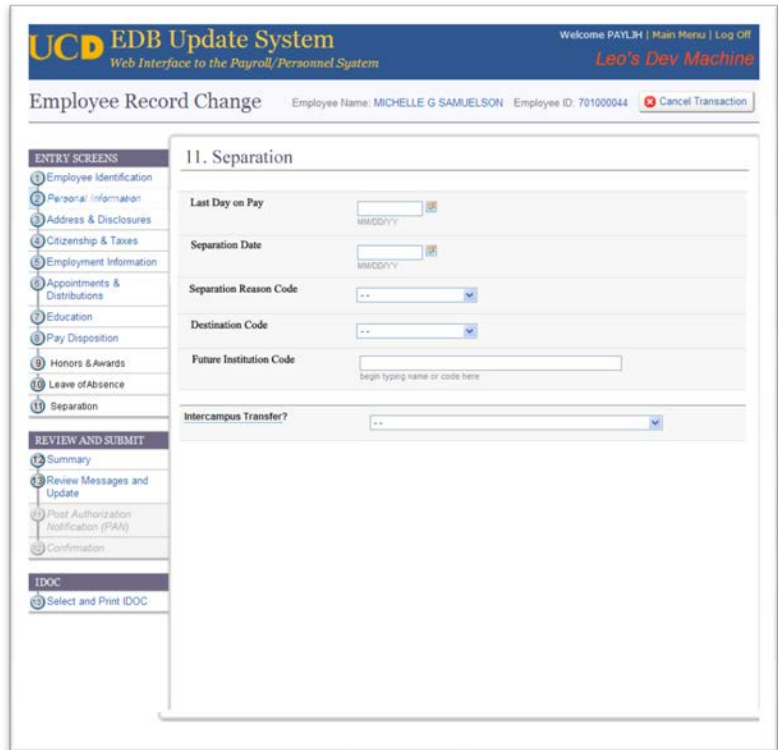 UCD EDB Update System
Web Interface to the Payroll/Personnel System
Welcome PAYLJH | Main Menu | Log Off
Leo's Dev Machine
Employee Record Change
Employee Name: MICHELLE G SAMUELSON Employee ID: 701000044
Cancel Transaction
ENTRY SCREENS
1 Employee Identification
2 Personal Information
3 Address & Disclosures
4 Citizenship & Taxes
5 Employment Information
6 Appointments &
Distributions
7 Education
8 Pay Disposition
9 Honors & Awards
10 Leave of Absence
11 Separation
REVIEW AND SUBMIT
12 Summary
13 Review Messages and
Update
Post Authorization
Notification (PAN)
Confirmation
IDOC
Select and Print IDOC
11. Separation
Last Day on Pay
MM/DD/YY
Separation Date
MM/DD/YY
Separation Reason Code
- -
Destination Code
- -
Future Institution Code
begin typing name or code here
Intercampus Transfer?
- -